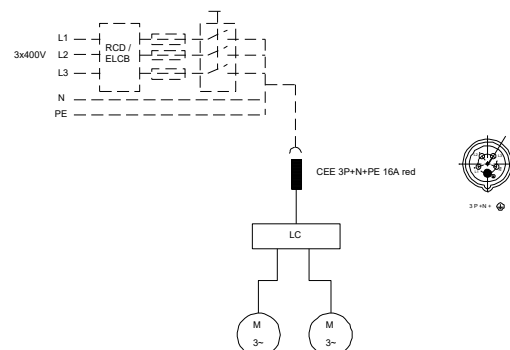 L1
3x400V L2
L3
RCD /
ELCB
N
PE
CEE 3P+N+PE 16A red
3 P +N +
LC
M
3~
M
3~